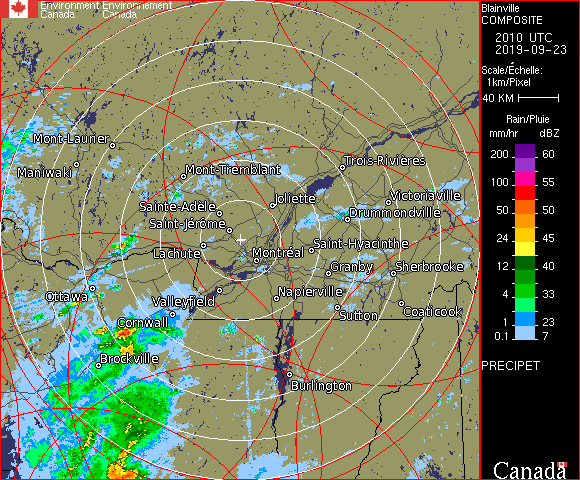 Environment Environnement
Canada Canada
Blainville
COMPOSITE
2010 UTC
2019-09-23
Scale/Échelle:
1km/Pixel
40 KM
Rain/Pluie
mm/hr dBZ
200 60
100 55
50 50
24 45
12 40
4 33
1 23
0.1 7
PRECIPET
Mont-Laurier
Maniwaki
Mont-Tremblant
Trois-Rivières
Joliette
Victoriaville
Sainte-Adèle
Drummondville
Saint-Jérôme
Lachute
Montréal
Saint-Hyacinthe
Granby
Sherbrooke
Ottawa
Valleyfield
Napierville
Cornwall
Sutton
Coaticook
Brockville
Burlington
Canada